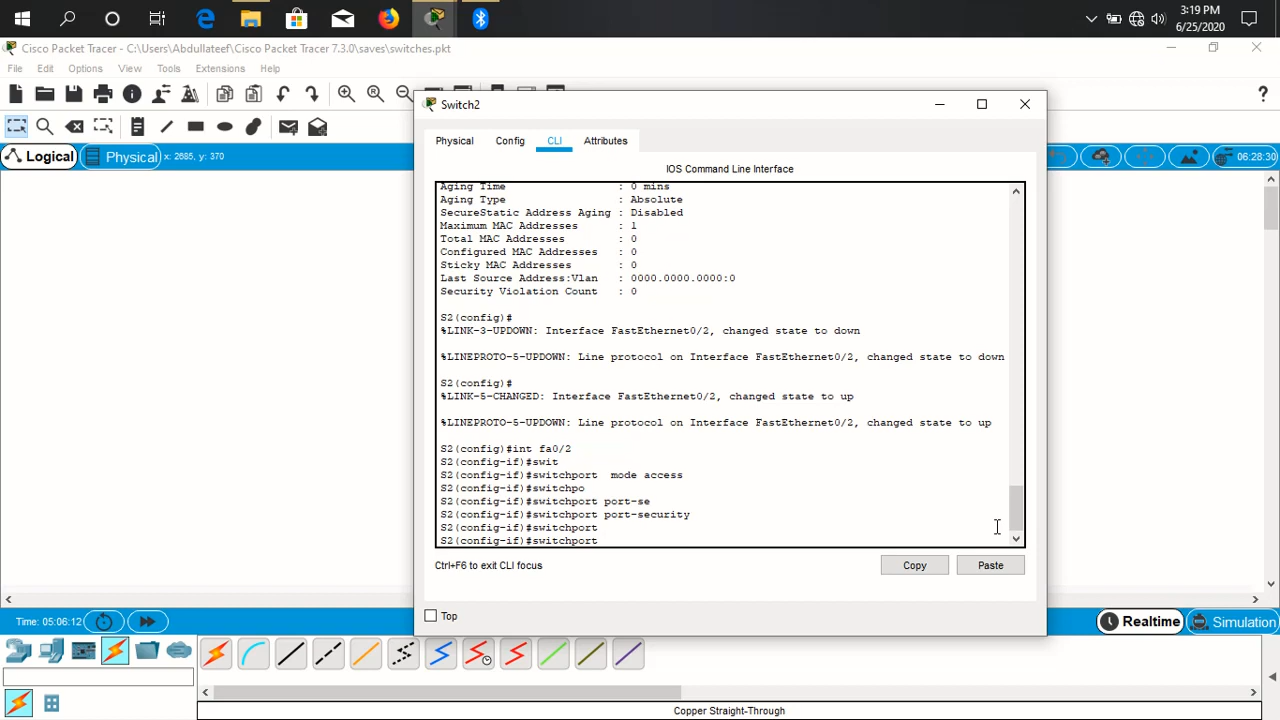 3:19 PM
6/25/2020
Cisco Packet Tracer - C:\Users\Abdullateef\Cisco Packet Tracer 7.3.0\saves\switches.pkt
File Edit Options View Tools Extensions Help
?
Switch2
Physical Config CLI Attributes
Logical Physical x: 2685, y: 370 06:28:30
IOS Command Line Interface
Aging Time : 0 mins
Aging Type : Absolute
SecureStatic Address Aging : Disabled
Maximum MAC Addresses : 1
Total MAC Addresses : 0
Configured MAC Addresses : 0
Sticky MAC Addresses : 0
Last Source Address:Vlan : 0000.0000.0000:0
Security Violation Count : 0
S2(config)#
%LINK-3-UPDOWN: Interface FastEthernet0/2, changed state to down
%LINEPROTO-5-UPDOWN: Line protocol on Interface FastEthernet0/2, changed state to down
S2(config)#
%LINK-5-CHANGED: Interface FastEthernet0/2, changed state to up
%LINEPROTO-5-UPDOWN: Line protocol on Interface FastEthernet0/2, changed state to up
S2(config)#int fa0/2
S2(config-if)#swit
S2(config-if)#switchport  mode access
S2(config-if)#switchpo
S2(config-if)#switchport port-se
S2(config-if)#switchport port-security
S2(config-if)#switchport
S2(config-if)#switchport
Ctrl+F6 to exit CLI focus
Copy Paste
Top
Time: 05:06:12 Realtime Simulation
Copper Straight-Through